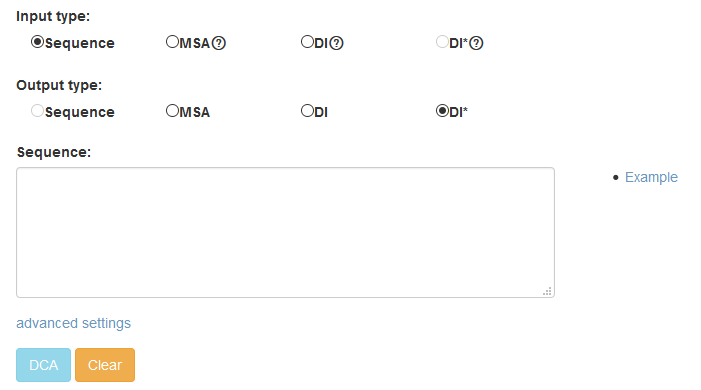 Input type:
Sequence MSA? DI? DI*?
Output type:
Sequence MSA DI DI*
Sequence:
Example
advanced settings
DCA Clear